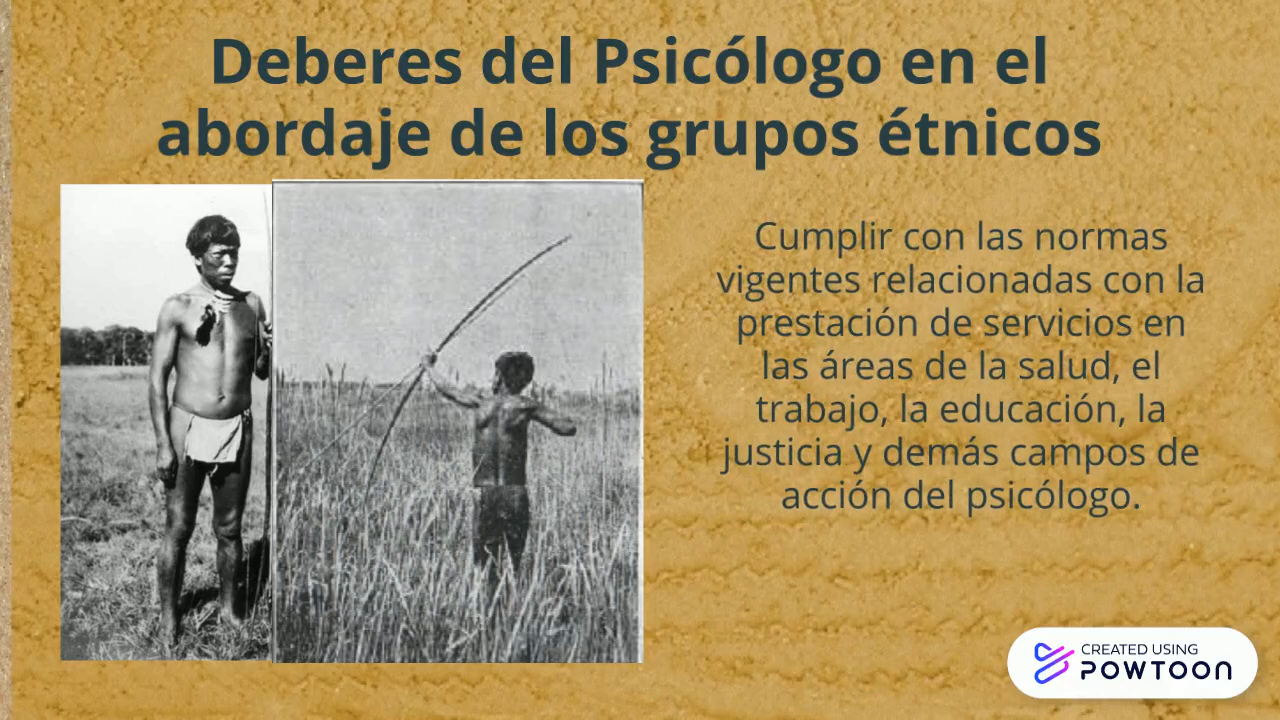 Deberes del Psicólogo en el
abordaje de los grupos étnicos
Cumplir con las normas
vigentes relacionadas con la
prestación de servicios en
las áreas de la salud, el
trabajo, la educación, la
justicia y demás campos de
acción del psicólogo.
CREATED USING
POWTOON